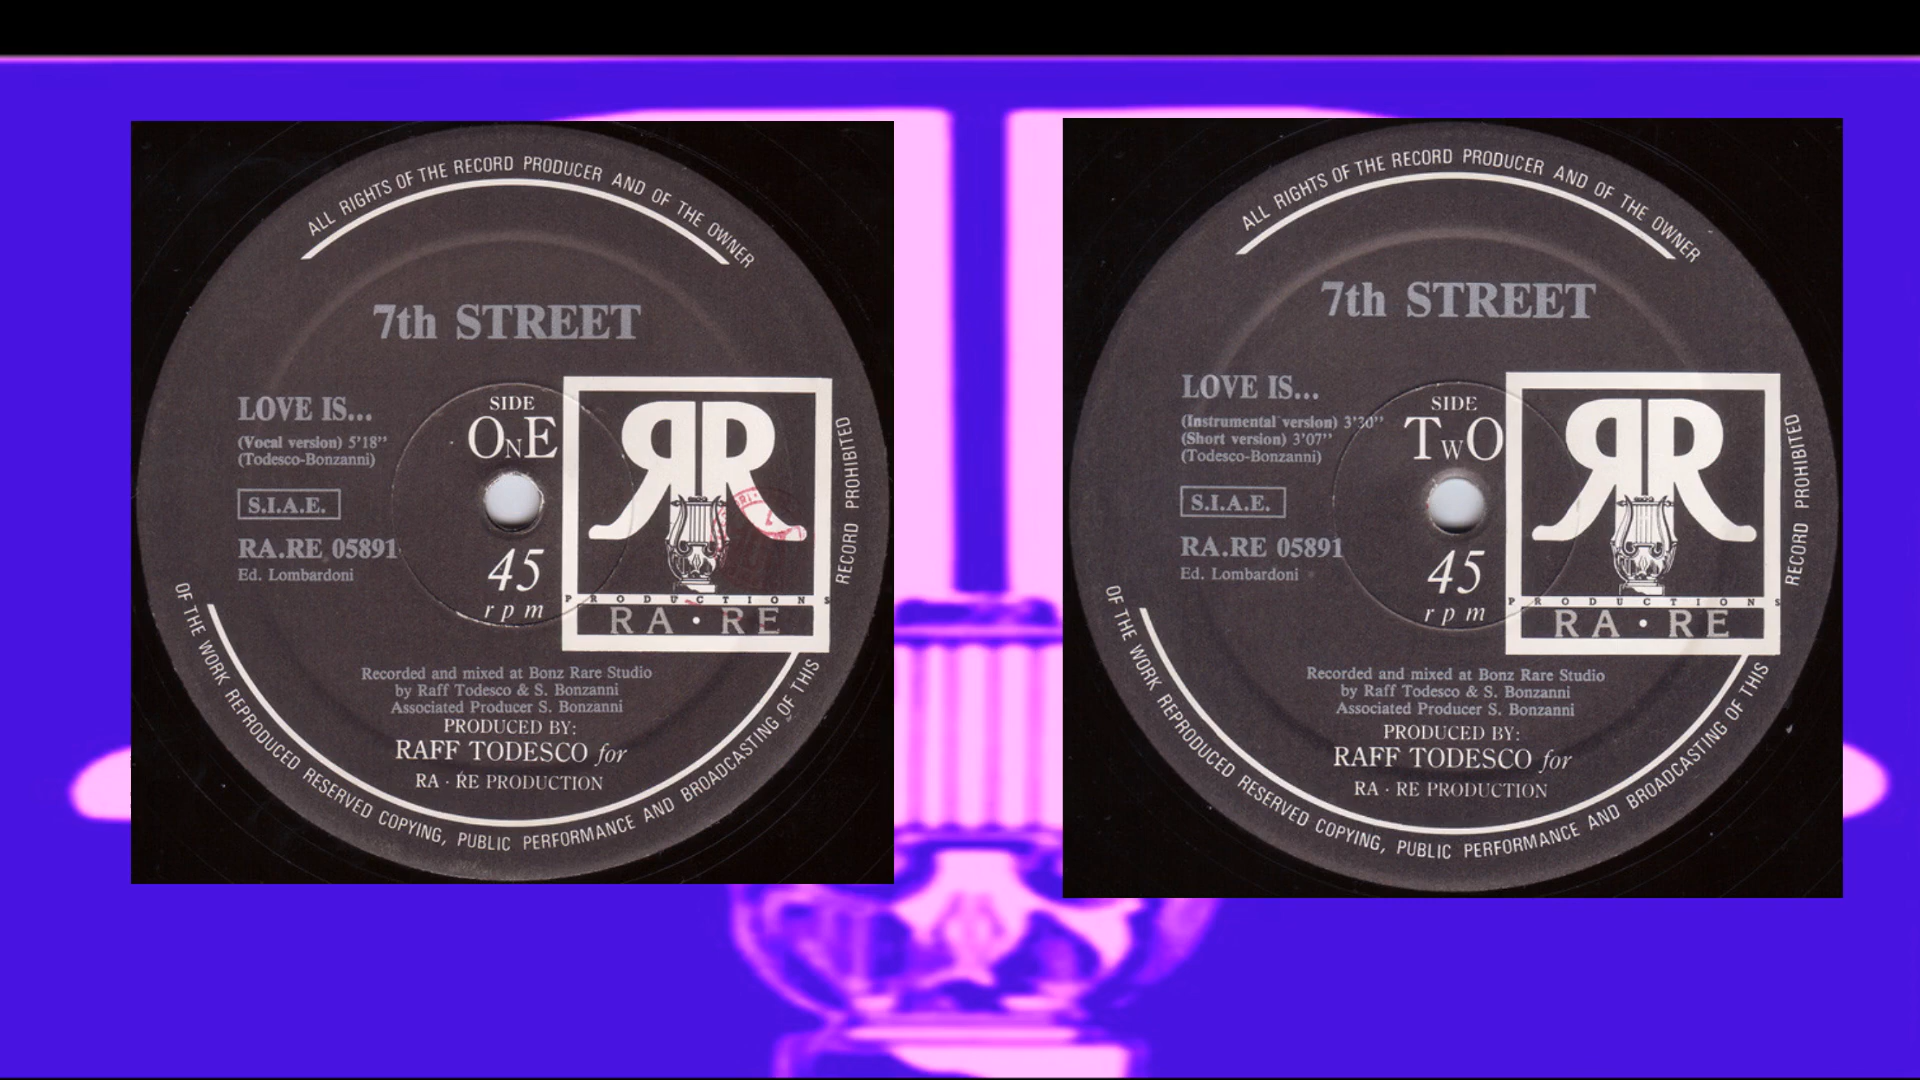 ALL RIGHTS OF THE RECORD PRODUCER AND OF THE OWNER
7th STREET
LOVE IS...
(Vocal version) 5'18''
(Todesco-Bonzanni)
S.I.A.E.
RA.RE 05891
Ed. Lombardoni
SIDE
ONE
45
rpm
RR
PRODUCTIONS
RA·RE
RECORD PROHIBITED
Recorded and mixed at Bonz Rare Studio
by Raff Todesco & S. Bonzanni
Associated Producer S. Bonzanni
PRODUCED BY:
RAFF TODESCO for
RA·RE PRODUCTION
OF THE WORK REPRODUCED RESERVED COPYING, PUBLIC PERFORMANCE AND BROADCASTING OF THIS
ALL RIGHTS OF THE RECORD PRODUCER AND OF THE OWNER
7th STREET
LOVE IS...
(Instrumental version) 3'30''
(Short version) 3'07''
(Todesco-Bonzanni)
S.I.A.E.
RA.RE 05891
Ed. Lombardoni
SIDE
TWO
45
rpm
RR
PRODUCTIONS
RA·RE
RECORD PROHIBITED
Recorded and mixed at Bonz Rare Studio
by Raff Todesco & S. Bonzanni
Associated Producer S. Bonzanni
PRODUCED BY:
RAFF TODESCO for
RA·RE PRODUCTION
OF THE WORK REPRODUCED RESERVED COPYING, PUBLIC PERFORMANCE AND BROADCASTING OF THIS